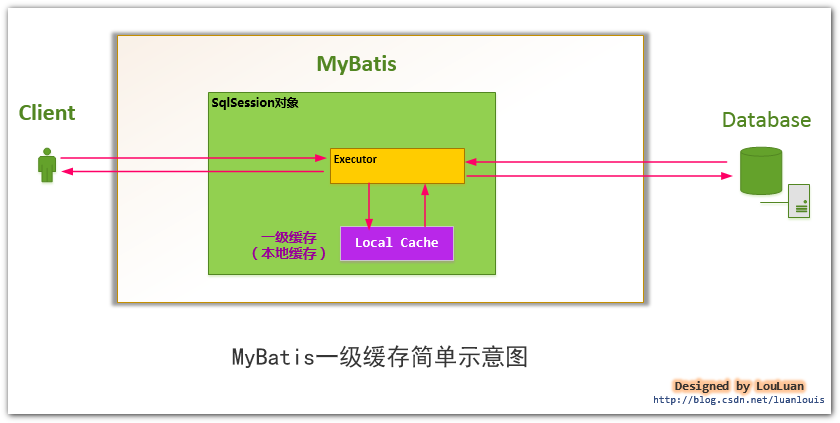 MyBatis
Client
SqlSession对象
Database
Executor
一级缓存
（本地缓存）
Local Cache
MyBatis一级缓存简单示意图
Designed by LouLuan
http://blog.csdn.net/luanlouis